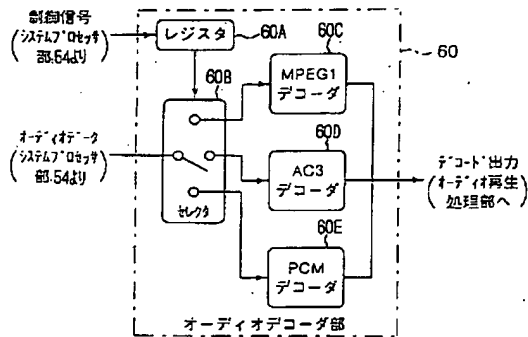 制御信号
(システムプロセッサ
部.54より)
レジスタ
60A
60B
60C
60
MPEG1
デコーダ
オーディオデータ
(システムプロセッサ
部.54より)
60D
AC3
デコーダ
デコード出力
(オーディオ再生
処理部へ)
セレクタ
60E
PCM
デコーダ
オーディオデコーダ部